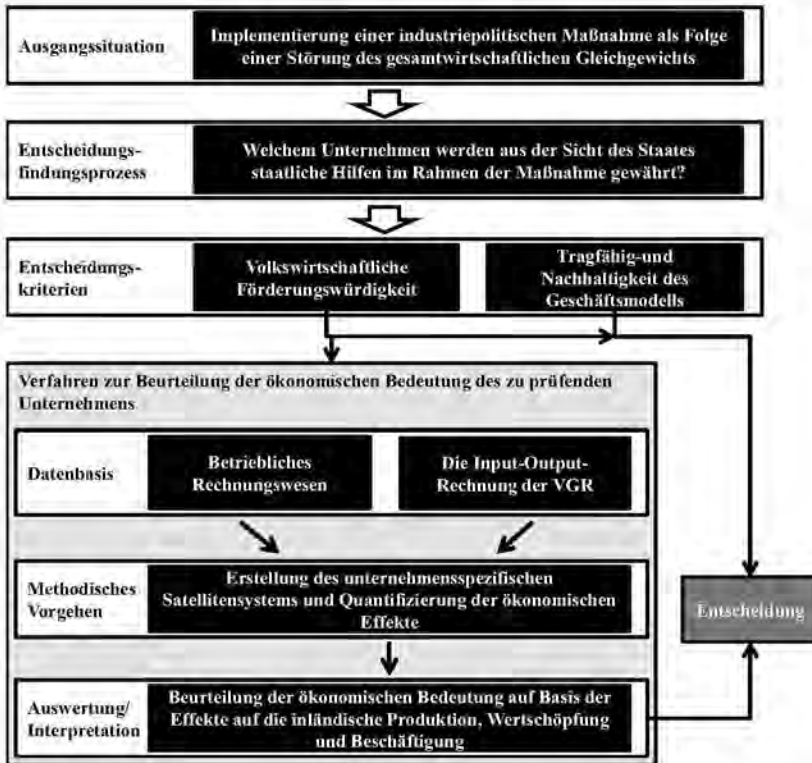 Ausgangssituation
Implementierung einer industriepolitischen Maßnahme als Folge
einer Störung des gesamtwirtschaftlichen Gleichgewichts
Entscheidungs-
findungsprozess
Welchem Unternehmen werden aus der Sicht des Staates
staatliche Hilfen im Rahmen der Maßnahme gewährt?
Entscheidungs-
kriterien
Volkswirtschaftliche
Förderungswürdigkeit
Tragfähig-und
Nachhaltigkeit des
Geschäftsmodells
Verfahren zur Beurteilung der ökonomischen Bedeutung des zu prüfenden
Unternehmens
Datenbasis
Betriebliches
Rechnungswesen
Die Input-Output-
Rechnung der VGR
Methodisches
Vorgehen
Erstellung des unternehmensspezifischen
Satellitensystems und Quantifizierung der ökonomischen
Effekte
Entscheidung
Auswertung/
Interpretation
Beurteilung der ökonomischen Bedeutung auf Basis der
Effekte auf die inländische Produktion, Wertschöpfung
und Beschäftigung